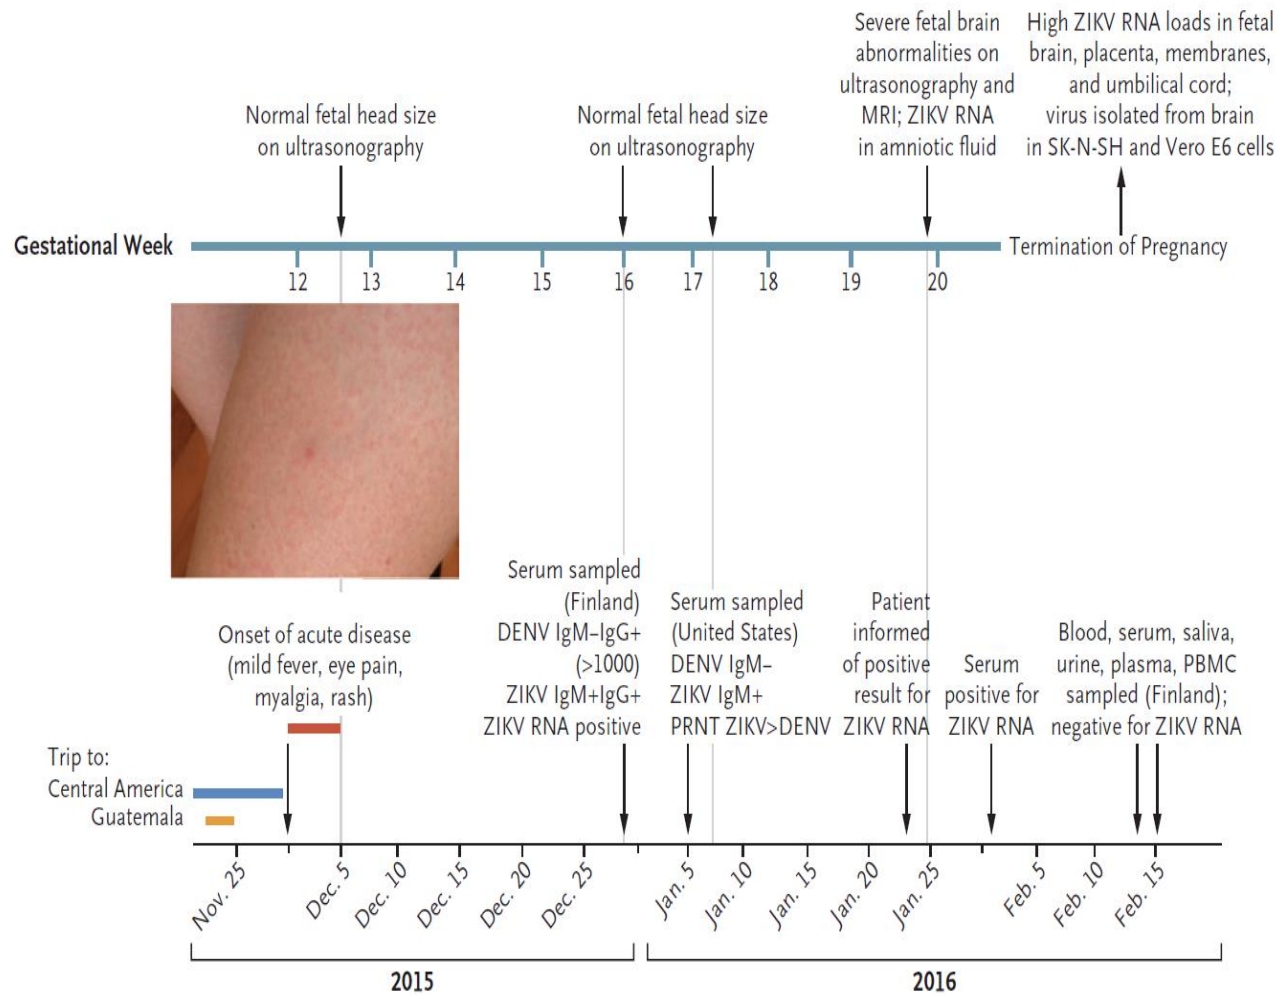 Normal fetal head size
on ultrasonography
Normal fetal head size
on ultrasonography
Severe fetal brain
abnormalities on
ultrasonography and
MRI; ZIKV RNA
in amniotic fluid
High ZIKV RNA loads in fetal
brain, placenta, membranes,
and umbilical cord;
virus isolated from brain
in SK-N-SH and Vero E6 cells
Gestational Week
12 13 14 15 16 17 18 19 20
Termination of Pregnancy
Onset of acute disease
(mild fever, eye pain,
myalgia, rash)
Serum sampled
(Finland)
DENV IgM–IgG+
(>1000)
ZIKV IgM+IgG+
ZIKV RNA positive
Serum sampled
(United States)
DENV IgM–
ZIKV IgM+
PRNT ZIKV>DENV
Patient
informed
of positive
result for
ZIKV RNA
Serum
positive for
ZIKV RNA
Blood, serum, saliva,
urine, plasma, PBMC
sampled (Finland);
negative for ZIKV RNA
Trip to:
Central America
Guatemala
Nov. 25 Dec. 5 Dec. 10 Dec. 15 Dec. 20 Dec. 25 Jan. 5 Jan. 10 Jan. 15 Jan. 20 Jan. 25 Feb. 5 Feb. 10 Feb. 15
2015 2016